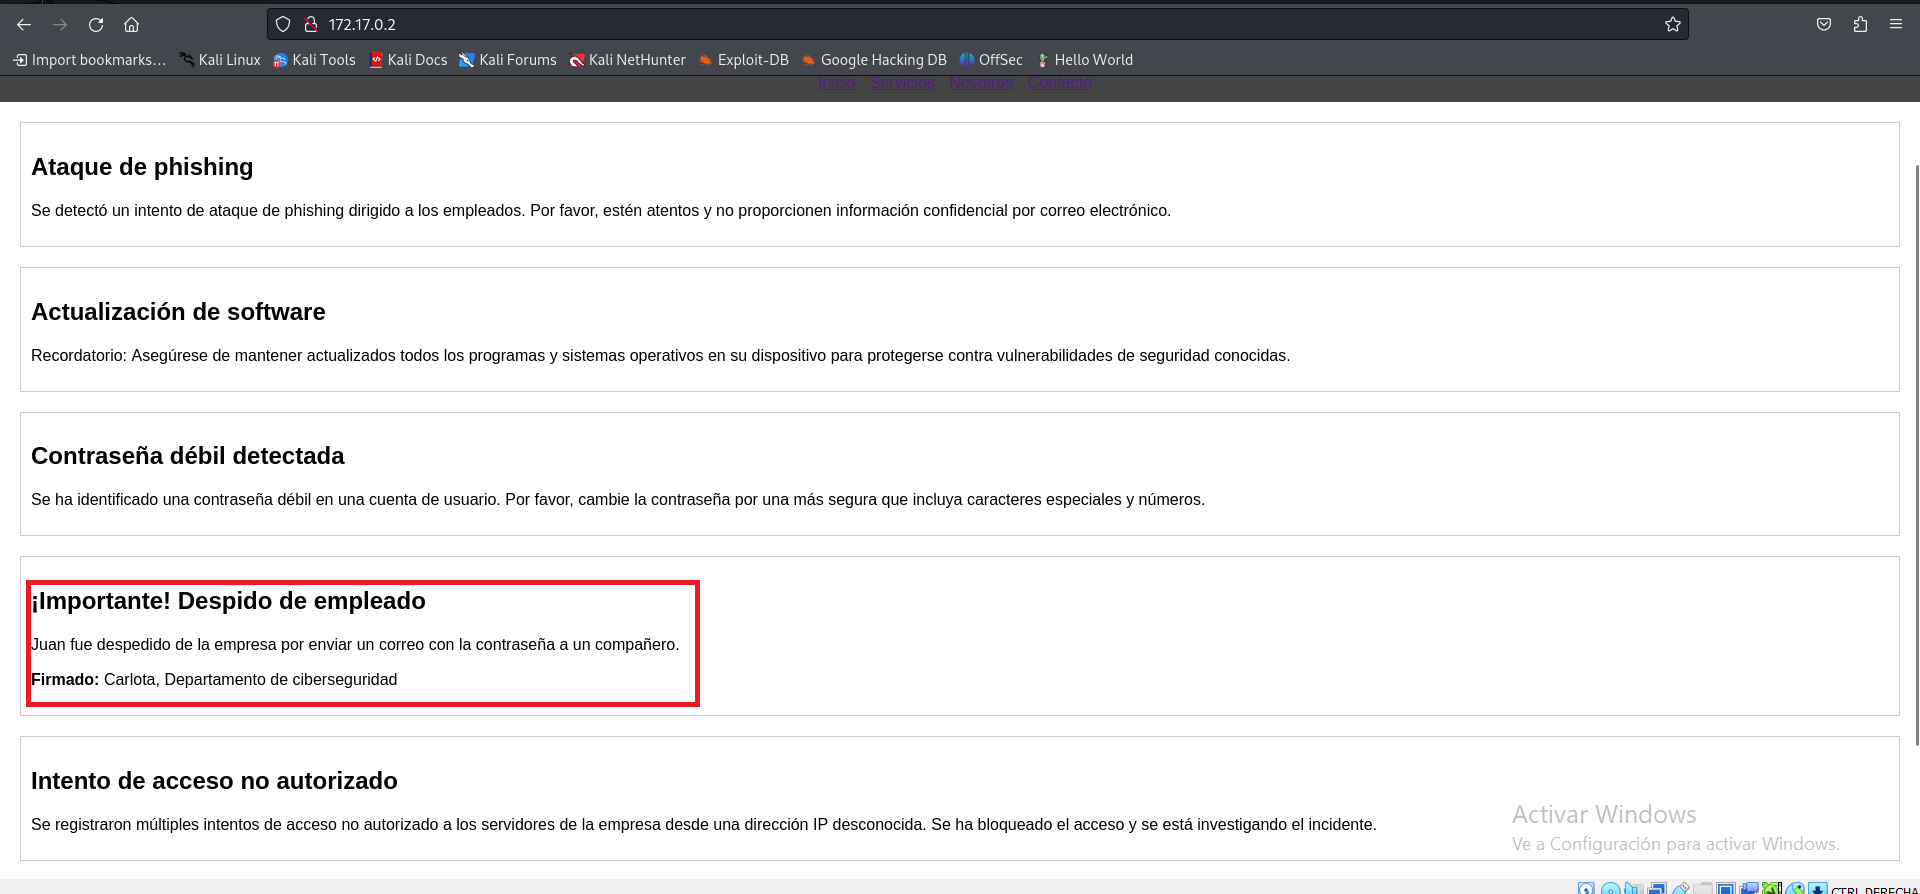 172.17.0.2
Import bookmarks... Kali Linux Kali Tools Kali Docs Kali Forums Kali NetHunter Exploit-DB Google Hacking DB OffSec Hello World
Inicio Servicios Nosotros Contacto
Ataque de phishing
Se detectó un intento de ataque de phishing dirigido a los empleados. Por favor, estén atentos y no proporcionen información confidencial por correo electrónico.
Actualización de software
Recordatorio: Asegúrese de mantener actualizados todos los programas y sistemas operativos en su dispositivo para protegerse contra vulnerabilidades de seguridad conocidas.
Contraseña débil detectada
Se ha identificado una contraseña débil en una cuenta de usuario. Por favor, cambie la contraseña por una más segura que incluya caracteres especiales y números.
¡Importante! Despido de empleado
Juan fue despedido de la empresa por enviar un correo con la contraseña a un compañero.
Firmado: Carlota, Departamento de ciberseguridad
Intento de acceso no autorizado
Se registraron múltiples intentos de acceso no autorizado a los servidores de la empresa desde una dirección IP desconocida. Se ha bloqueado el acceso y se está investigando el incidente.
Activar Windows
Ve a Configuración para activar Windows.
CTRL DERECHA